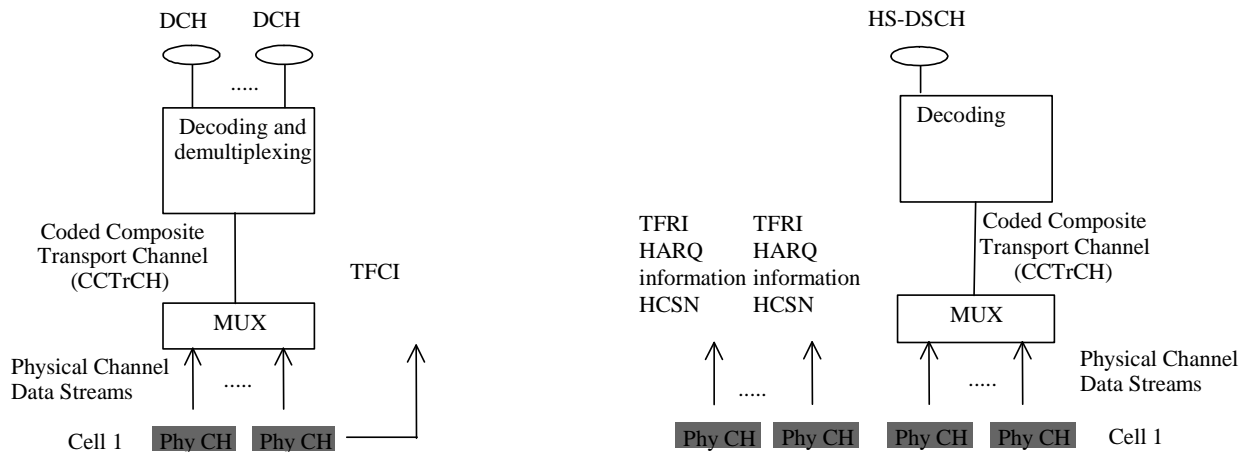 DCH
DCH
.....
Decoding and
demultiplexing
Coded Composite
Transport Channel
(CCTrCH)
TFCI
MUX
Physical Channel
Data Streams
.....
Cell 1
Phy CH
Phy CH
HS-DSCH
Decoding
TFRI
HARQ
information
HCSN
TFRI
HARQ
information
HCSN
Coded Composite
Transport Channel
(CCTrCH)
MUX
Physical Channel
Data Streams
.....
.....
Phy CH
Phy CH
Phy CH
Phy CH
Cell 1